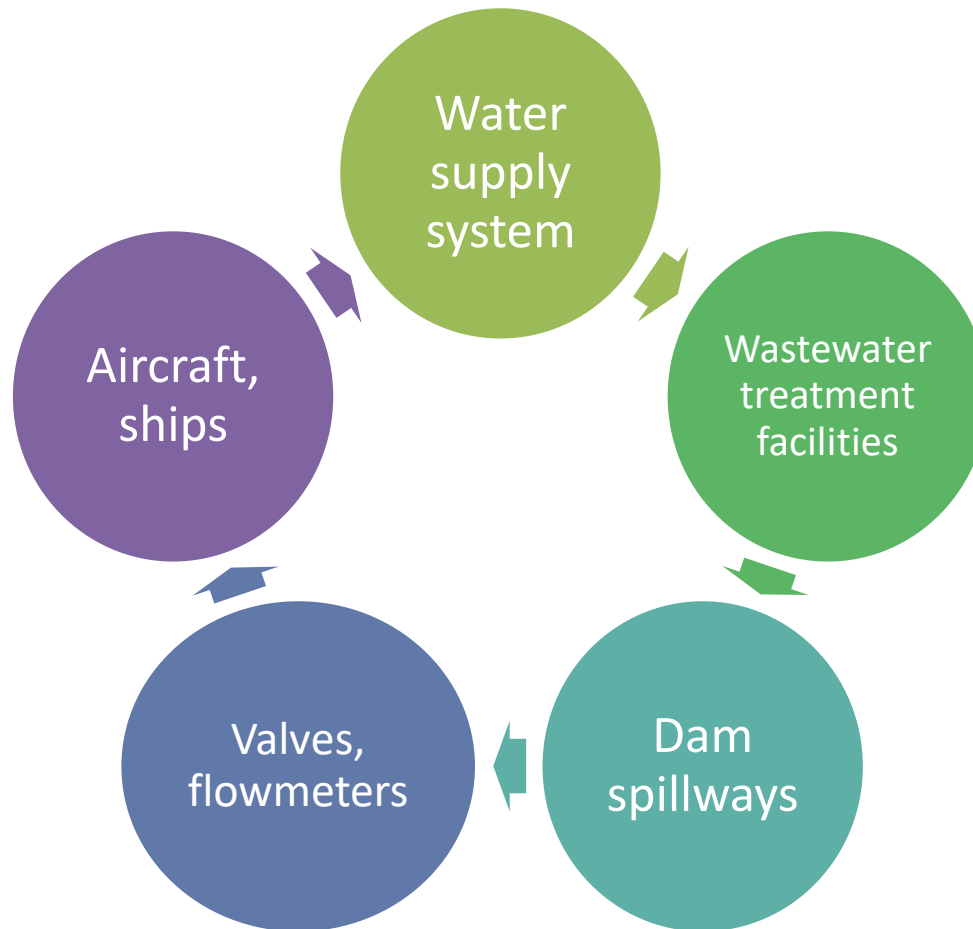 Water
supply
system
Wastewater
treatment
facilities
Dam
spillways
Valves,
flowmeters
Aircraft,
ships